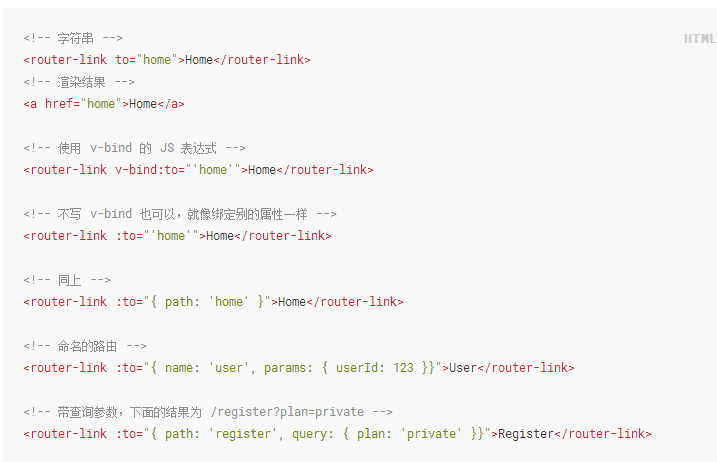 <!-- 字符串 -->
HTML
<router-link to="home">Home</router-link>
<!-- 渲染结果 -->
<a href="home">Home</a>
<!-- 使用 v-bind 的 JS 表达式 -->
<router-link v-bind:to="'home'">Home</router-link>
<!-- 不写 v-bind 也可以，就像绑定别的属性一样 -->
<router-link :to="'home'">Home</router-link>
<!-- 同上 -->
<router-link :to="{ path: 'home' }">Home</router-link>
<!-- 命名的路由 -->
<router-link :to="{ name: 'user', params: { userId: 123 }}">User</router-link>
<!-- 带查询参数，下面的结果为 /register?plan=private -->
<router-link :to="{ path: 'register', query: { plan: 'private' }}">Register</router-link>